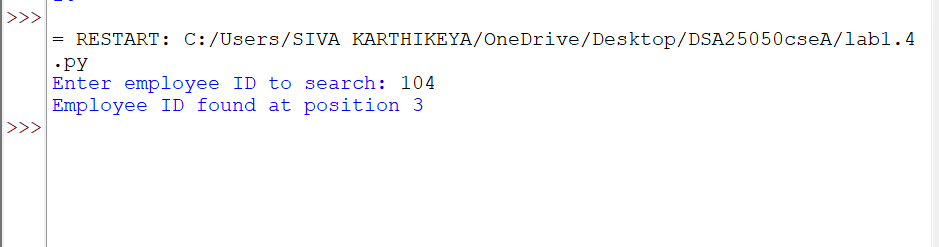 >>>
= RESTART: C:/Users/SIVA KARTHIKEYA/OneDrive/Desktop/DSA25050cseA/lab1.4
.py
Enter employee ID to search: 104
Employee ID found at position 3
>>>